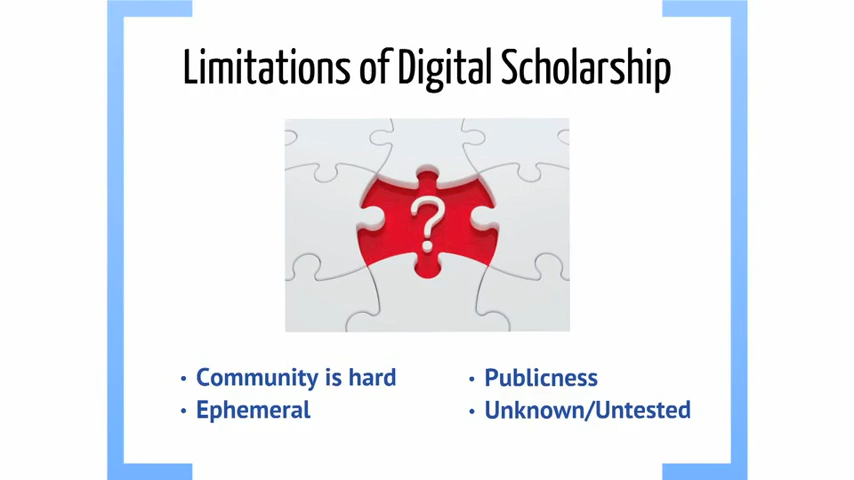 Limitations of Digital Scholarship
?
• Community is hard
• Ephemeral
• Publicness
• Unknown/Untested